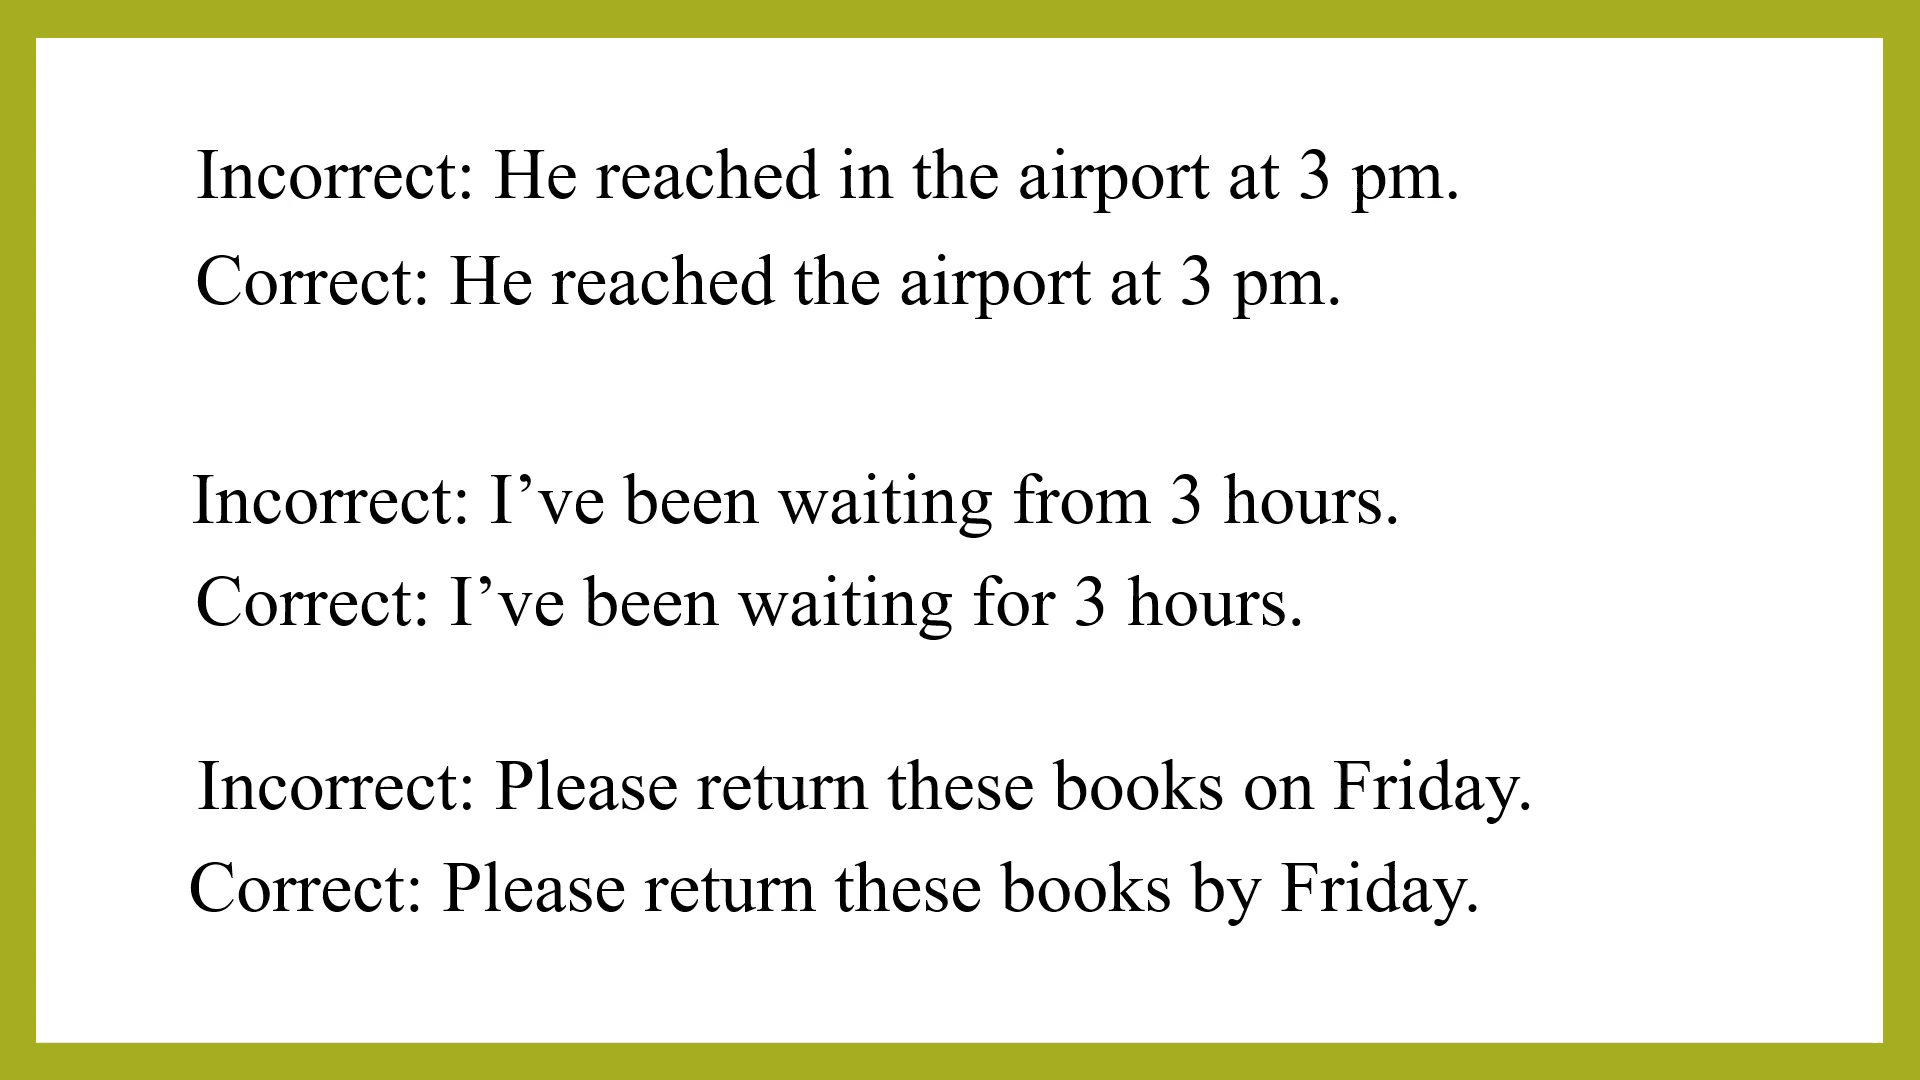 Incorrect: He reached in the airport at 3 pm.
Correct: He reached the airport at 3 pm.
Incorrect: I’ve been waiting from 3 hours.
Correct: I’ve been waiting for 3 hours.
Incorrect: Please return these books on Friday.
Correct: Please return these books by Friday.